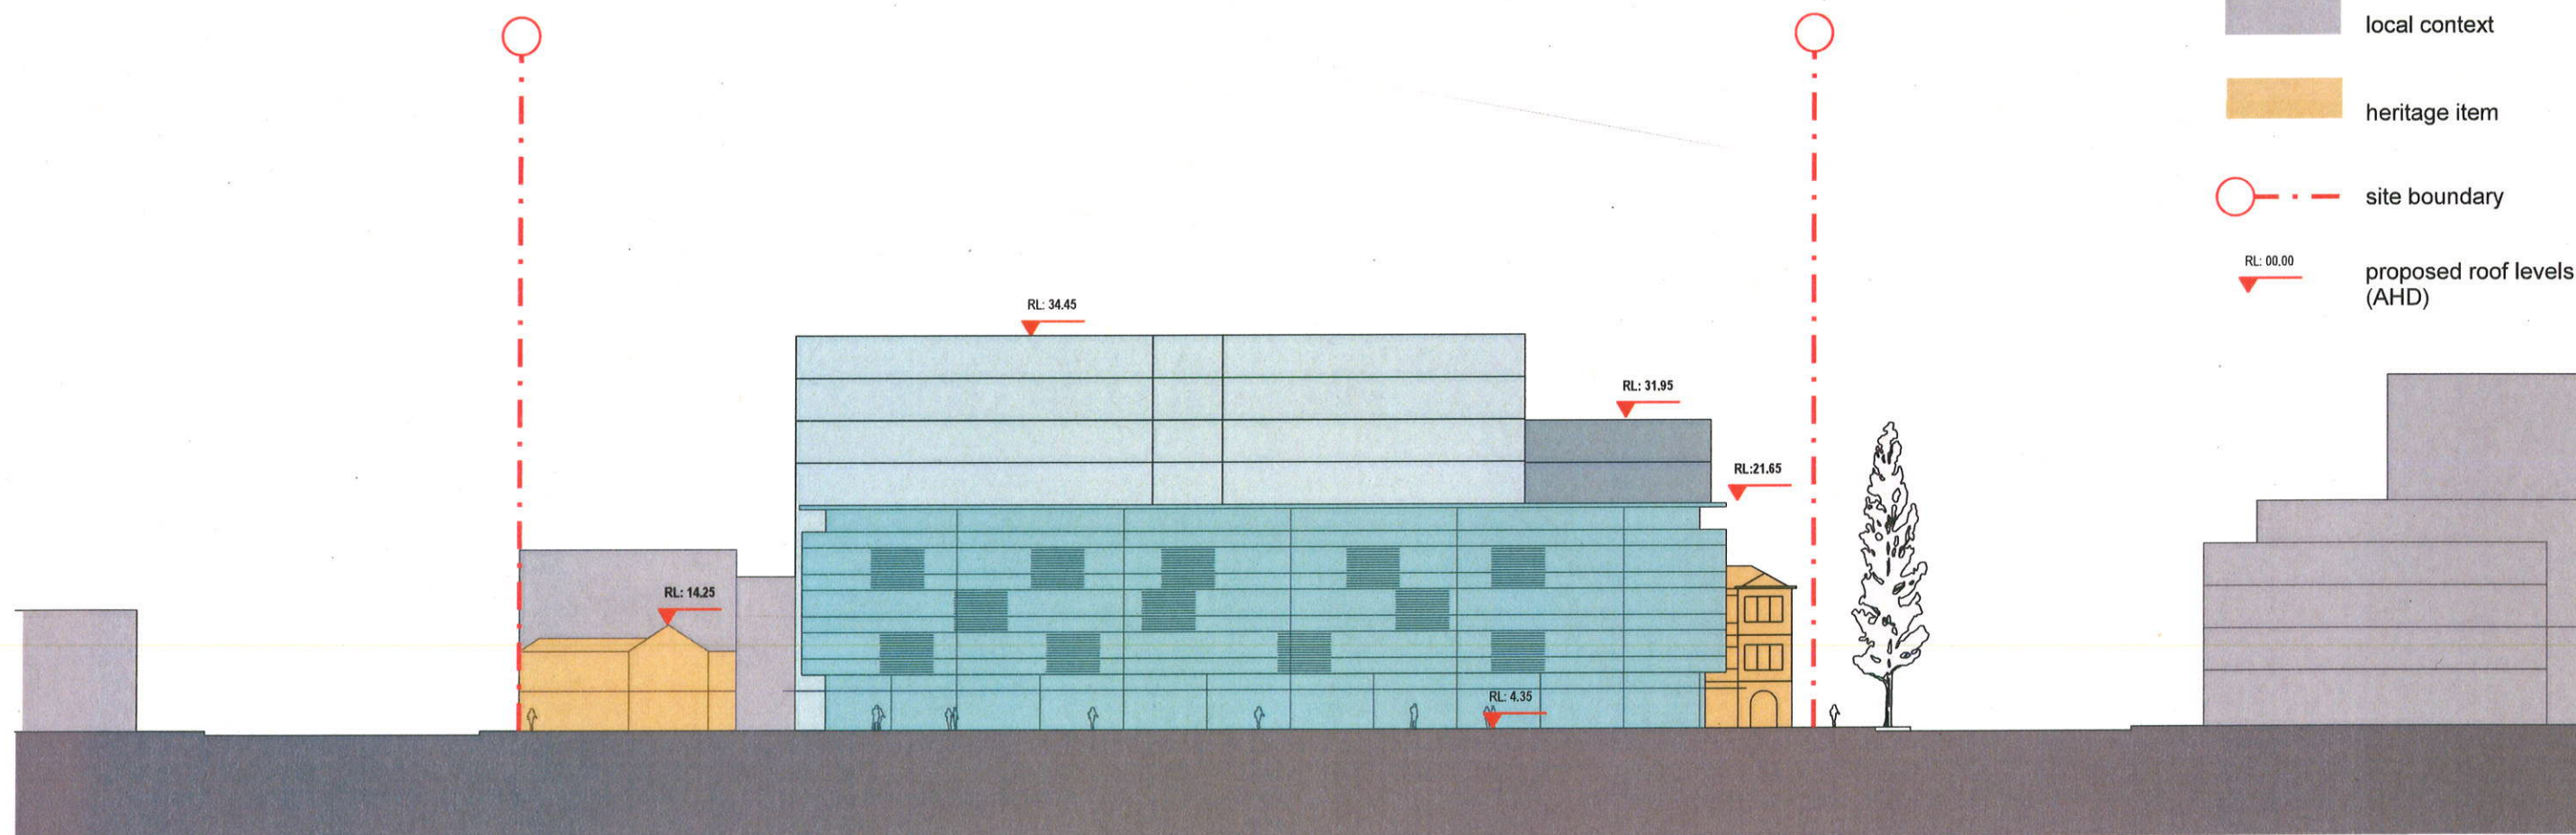 local context
heritage item
site boundary
RL: 00.00
proposed roof levels
(AHD)
RL: 34.45
RL: 31.95
RL:21.65
RL: 14.25
RL: 4.35